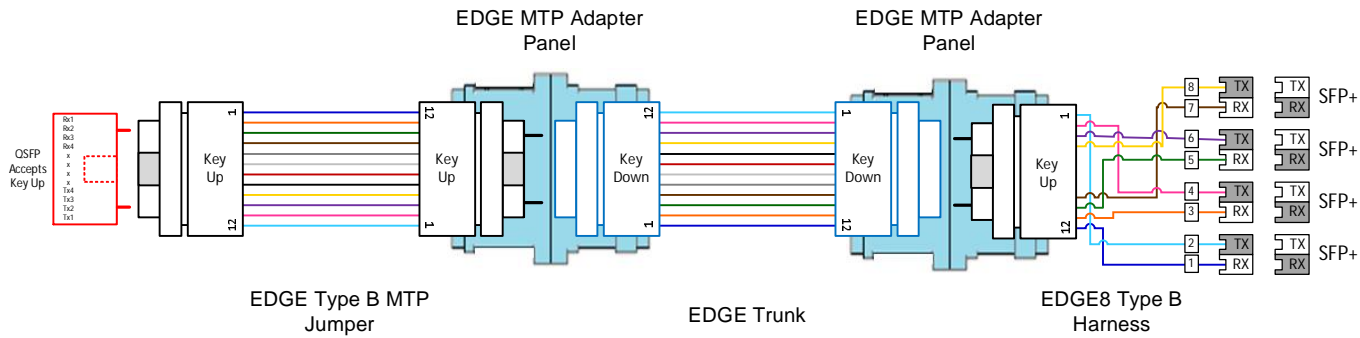 EDGE MTP Adapter
Panel
EDGE MTP Adapter
Panel
QSFP
Accepts
Key Up
Rx1
Rx2
Rx3
Rx4
x
x
x
x
Tx4
Tx3
Tx2
Tx1
1
Key
Up
12
12
Key
Up
1
12
Key
Down
1
1
Key
Down
12
1
Key
Up
12
8
TX
TX
7
RX
RX
SFP+
6
TX
TX
5
RX
RX
SFP+
4
TX
TX
3
RX
RX
SFP+
2
TX
TX
1
RX
RX
SFP+
EDGE Type B MTP
Jumper
EDGE Trunk
EDGE8 Type B
Harness